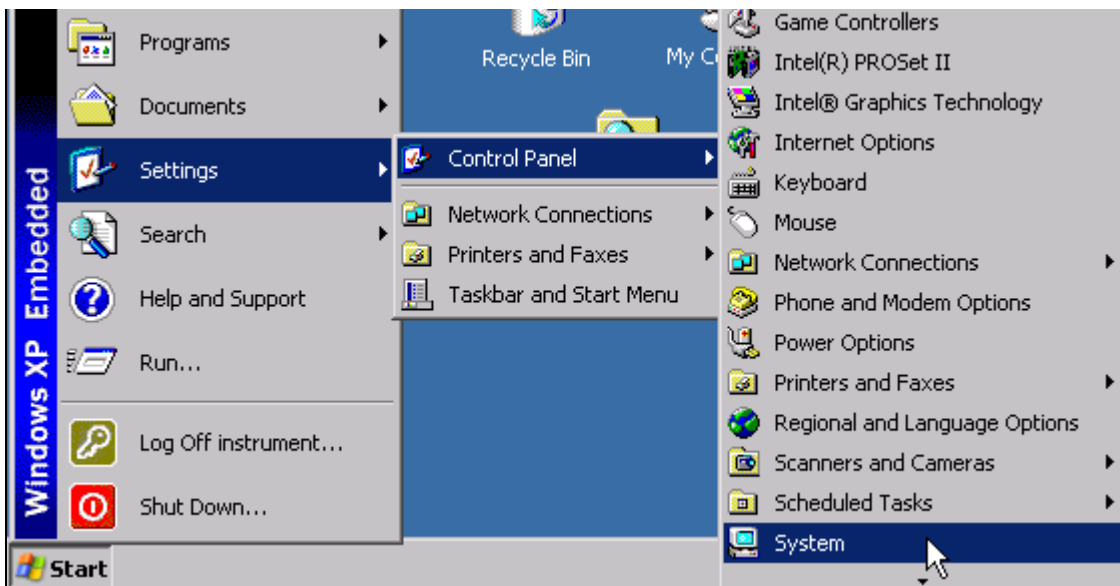 Programs
Documents
Settings
Search
Help and Support
Run...
Log Off instrument...
Shut Down...
Windows XP Embedded
Start
Recycle Bin
My C
Control Panel
Network Connections
Printers and Faxes
Taskbar and Start Menu
Game Controllers
Intel(R) PROSet II
Intel® Graphics Technology
Internet Options
Keyboard
Mouse
Network Connections
Phone and Modem Options
Power Options
Printers and Faxes
Regional and Language Options
Scanners and Cameras
Scheduled Tasks
System